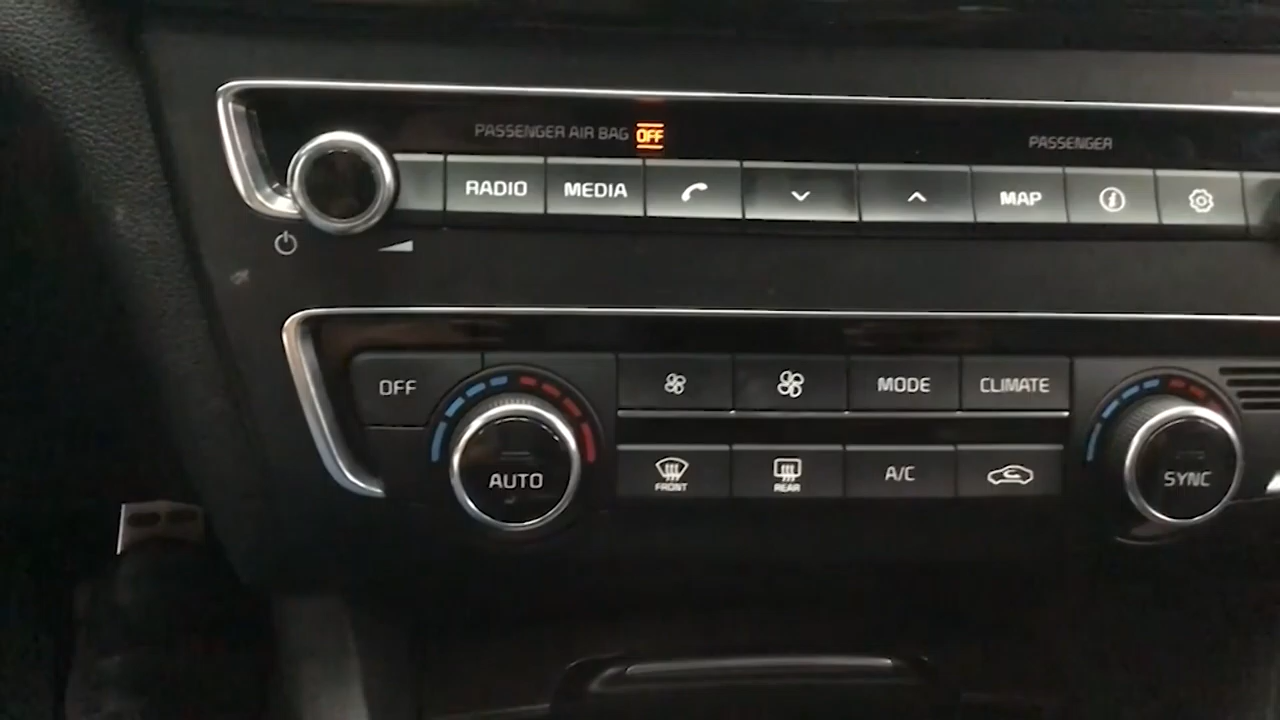 PASSENGER AIR BAG OFF
PASSENGER
RADIO
MEDIA
MAP
OFF
MODE
CLIMATE
AUTO
FRONT
REAR
A/C
SYNC